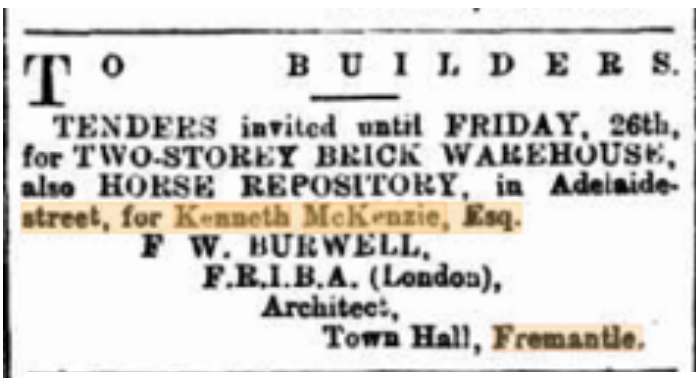 TO BUILDERS.
TENDERS invited until FRIDAY, 26th,
for TWO-STOREY BRICK WAREHOUSE,
also HORSE REPOSITORY, in Adelaide-
street, for Kenneth McKenzie, Esq.
F W. BURWELL,
F.R.I.B.A. (London),
Architect,
Town Hall, Fremantle.